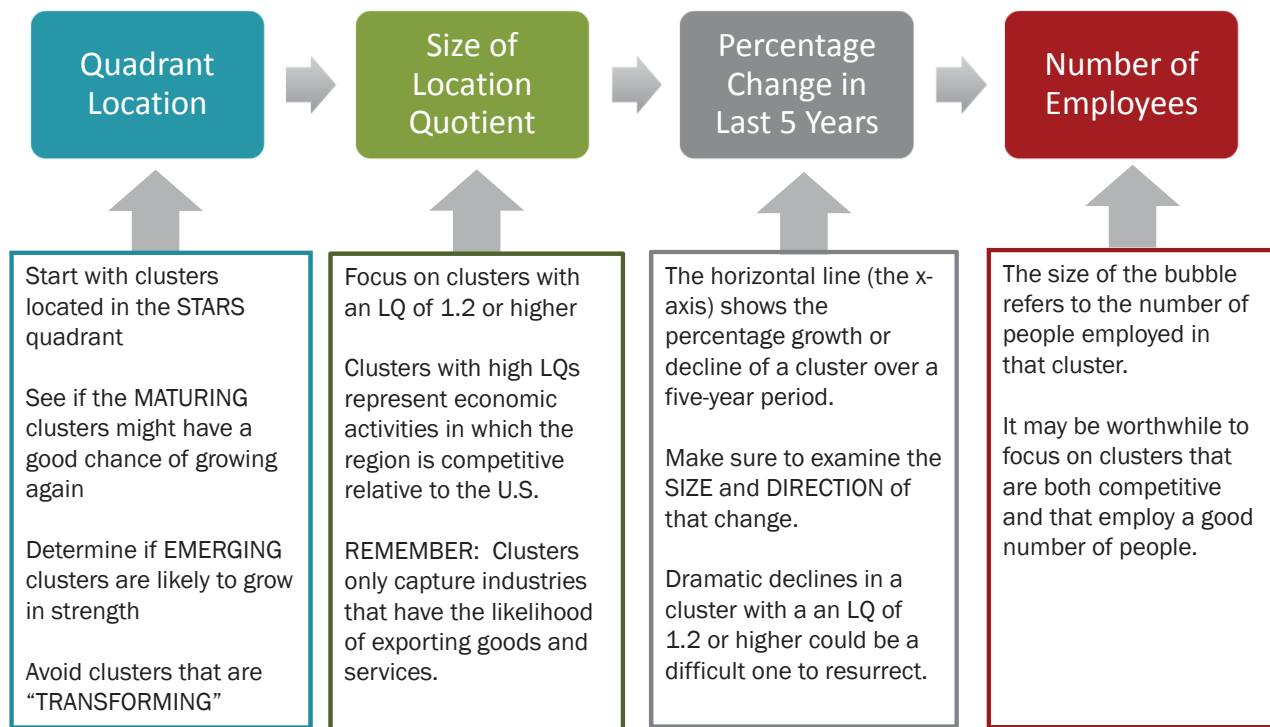 Quadrant
Location
Size of
Location
Quotient
Percentage
Change in
Last 5 Years
Number of
Employees
Start with clusters
located in the STARS
quadrant
See if the MATURING
clusters might have a
good chance of growing
again
Determine if EMERGING
clusters are likely to grow
in strength
Avoid clusters that are
“TRANSFORMING”
Focus on clusters with
an LQ of 1.2 or higher
Clusters with high LQs
represent economic
activities in which the
region is competitive
relative to the U.S.
REMEMBER: Clusters
only capture industries
that have the likelihood
of exporting goods and
services.
The horizontal line (the x-
axis) shows the
percentage growth or
decline of a cluster over a
five-year period.
Make sure to examine the
SIZE and DIRECTION of
that change.
Dramatic declines in a
cluster with a an LQ of
1.2 or higher could be a
difficult one to resurrect.
The size of the bubble
refers to the number of
people employed in
that cluster.
It may be worthwhile to
focus on clusters that
are both competitive
and that employ a good
number of people.